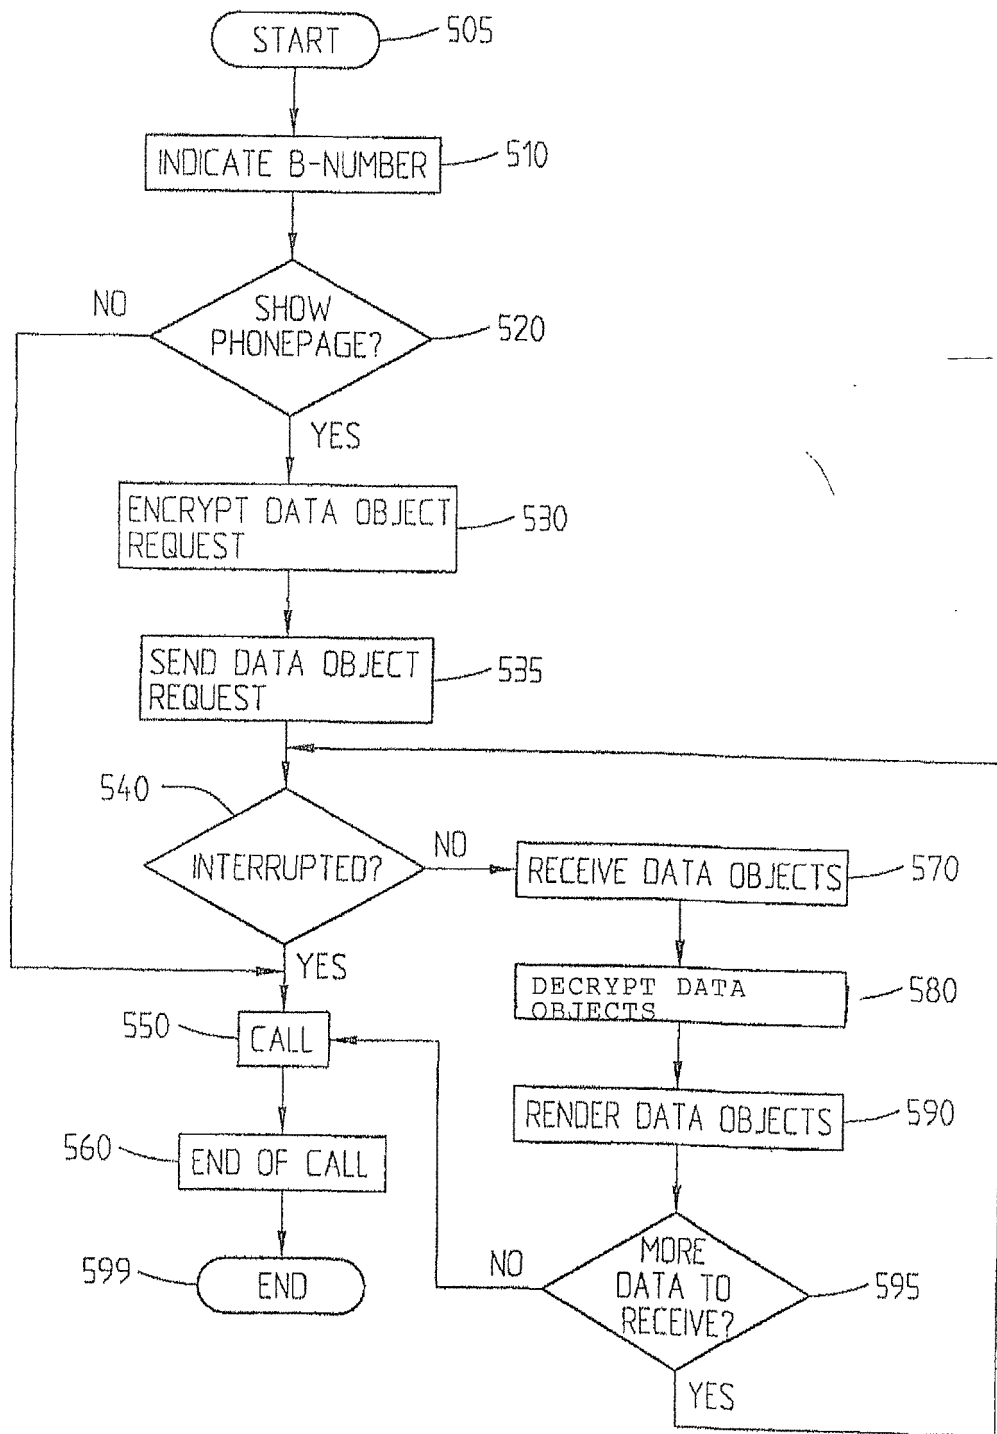 START
505
INDICATE B-NUMBER
510
NO
SHOW
PHONEPAGE?
520
YES
ENCRYPT DATA OBJECT
REQUEST
530
SEND DATA OBJECT
REQUEST
535
540
INTERRUPTED?
NO
RECEIVE DATA OBJECTS
570
YES
DECRYPT DATA
OBJECTS
580
550
CALL
RENDER DATA OBJECTS
590
560
END OF CALL
599
END
NO
MORE
DATA TO
RECEIVE?
595
YES